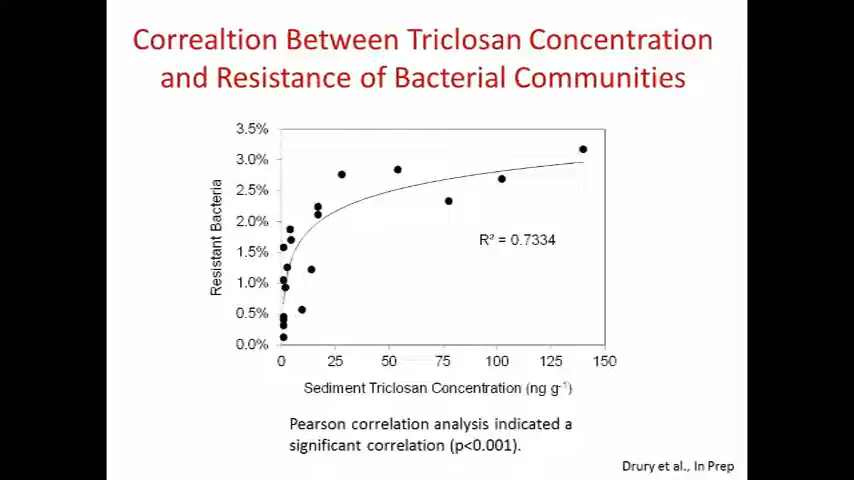 Correaltion Between Triclosan Concentration
and Resistance of Bacterial Communities
3.5%
3.0%
2.5%
2.0%
1.5%
1.0%
0.5%
0.0%
Resistant Bacteria
R² = 0.7334
0 25 50 75 100 125 150
Sediment Triclosan Concentration (ng g⁻¹)
Pearson correlation analysis indicated a
significant correlation (p<0.001).
Drury et al., In Prep